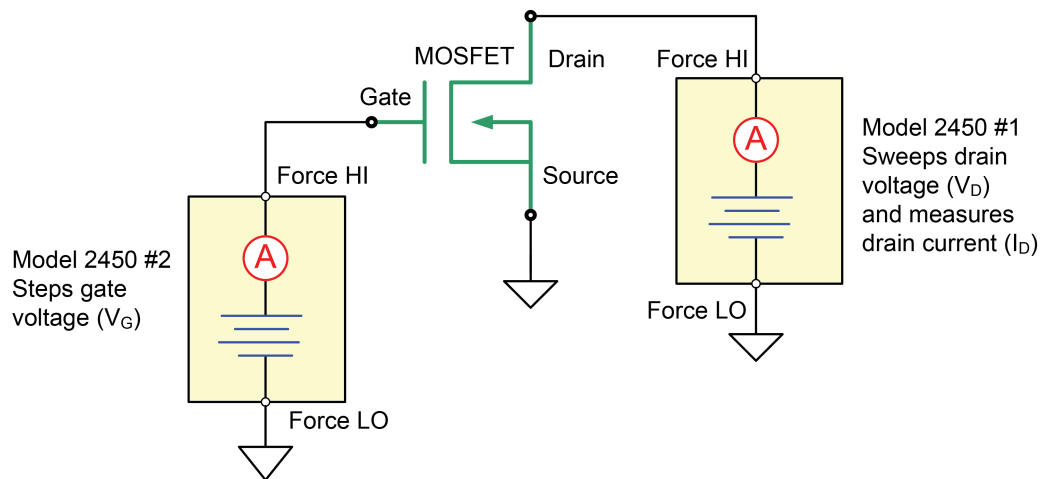 MOSFET
Drain
Gate
Source
Force HI
A
Force LO
Model 2450 #1
Sweeps drain
voltage (VD)
and measures
drain current (ID)
Force HI
A
Force LO
Model 2450 #2
Steps gate
voltage (VG)